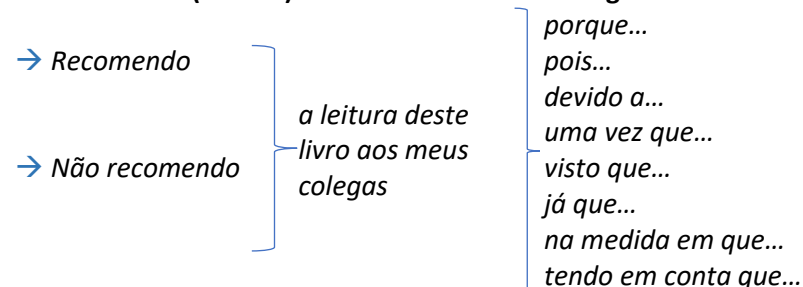 → Recomendo
→ Não recomendo
a leitura deste
livro aos meus
colegas
porque…
pois…
devido a…
uma vez que…
visto que…
já que…
na medida em que…
tendo em conta que…